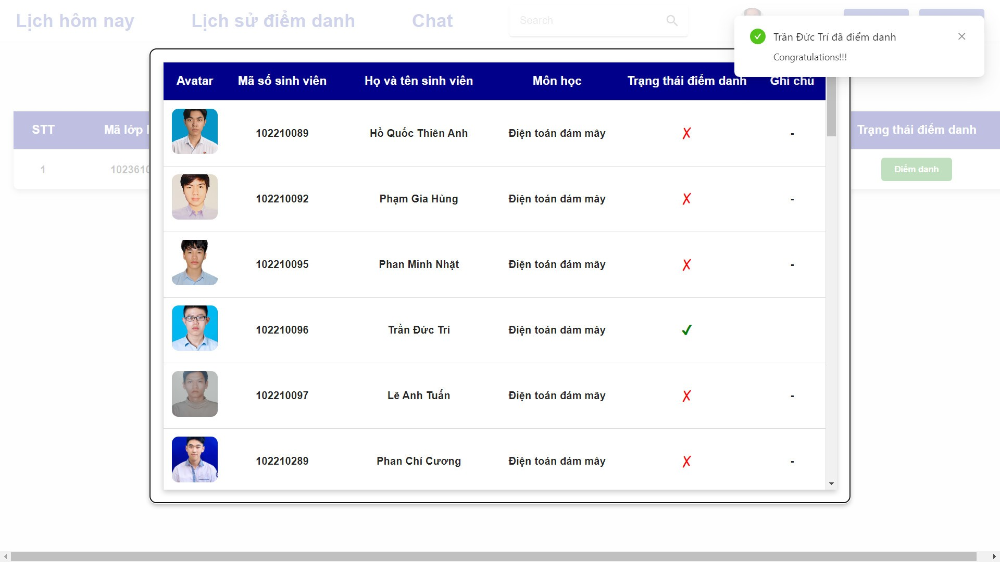 Lịch hôm nay
Lịch sử điểm danh
Chat
Search
Trần Đức Trí đã điểm danh
Congratulations!!!
Avatar Mã số sinh viên Họ và tên sinh viên Môn học Trạng thái điểm danh Ghi chú
102210089 Hồ Quốc Thiên Anh Điện toán đám mây ✗ -
102210092 Phạm Gia Hùng Điện toán đám mây ✗ -
102210095 Phan Minh Nhật Điện toán đám mây ✗ -
102210096 Trần Đức Trí Điện toán đám mây ✔
102210097 Lê Anh Tuấn Điện toán đám mây ✗ -
102210289 Phan Chí Cương Điện toán đám mây ✗ -
STT Mã lớp Trạng thái điểm danh
1 102361 Điểm danh